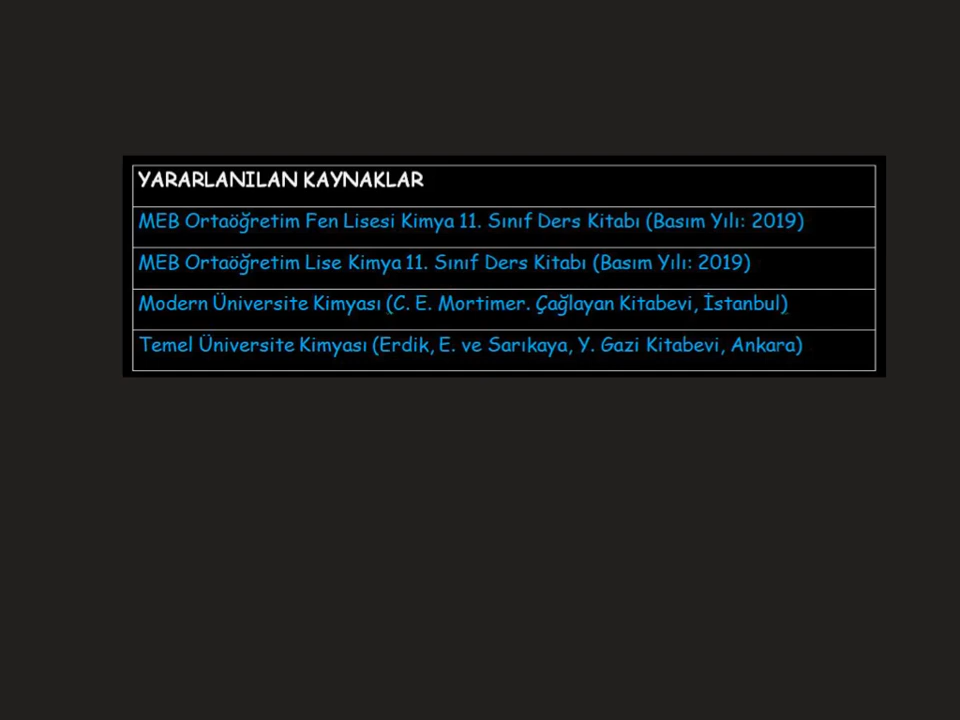 YARARLANILAN KAYNAKLAR
MEB Ortaöğretim Fen Lisesi Kimya 11. Sınıf Ders Kitabı (Basım Yılı: 2019)
MEB Ortaöğretim Lise Kimya 11. Sınıf Ders Kitabı (Basım Yılı: 2019)
Modern Üniversite Kimyası (C. E. Mortimer. Çağlayan Kitabevi, İstanbul)
Temel Üniversite Kimyası (Erdik, E. ve Sarıkaya, Y. Gazi Kitabevi, Ankara)